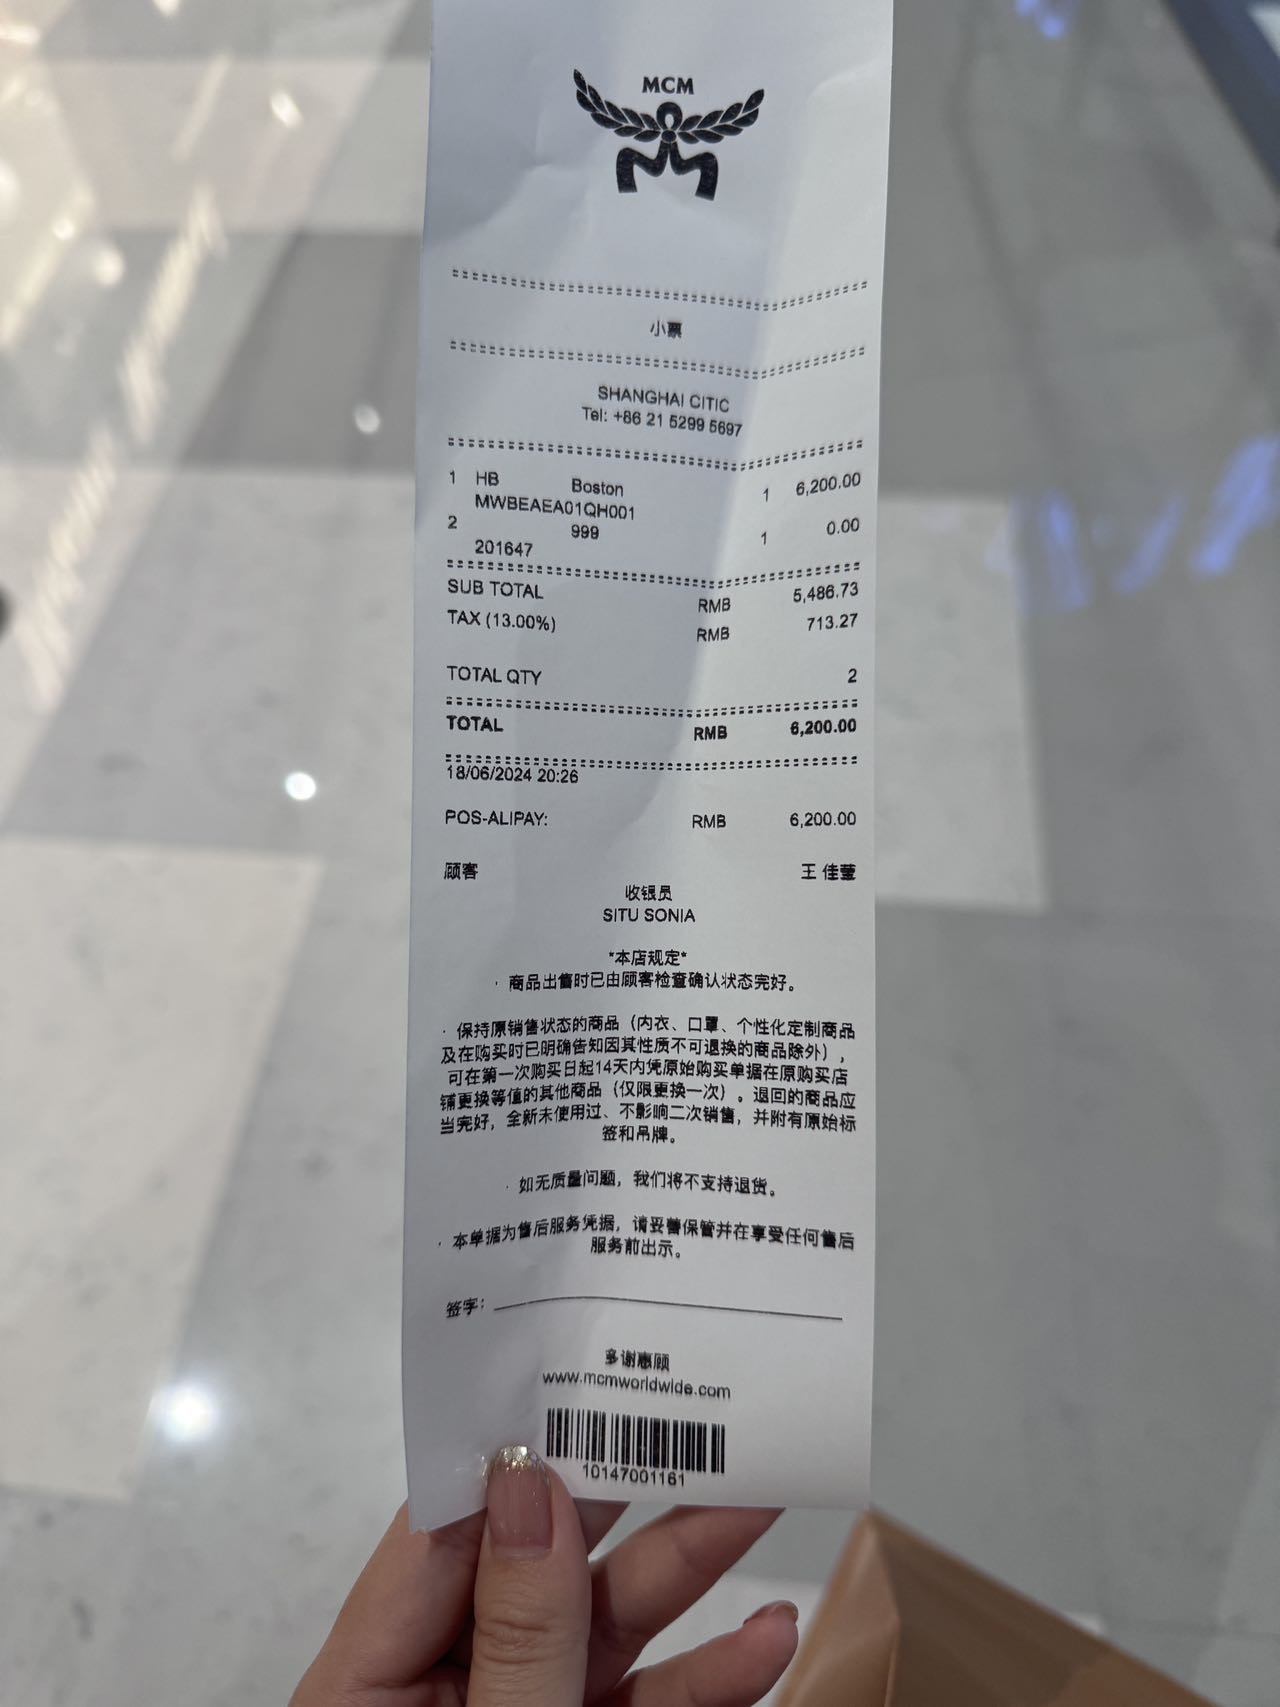 MCM
小票
SHANGHAI CITIC
Tel: +86 21 5299 5697
1 HB Boston 1 6,200.00
MWBEAEA01QH001
2 999 1 0.00
201647
SUB TOTAL RMB 5,486.73
TAX (13.00%) RMB 713.27
TOTAL QTY 2
TOTAL RMB 6,200.00
18/06/2024 20:26
POS-ALIPAY: RMB 6,200.00
顾客 王 佳莹
收银员
SITU SONIA
*本店规定*
· 商品出售时已由顾客检查确认状态完好。
· 保持原销售状态的商品（内衣、口罩、个性化定制商品
及在购买时已明确告知因其性质不可退换的商品除外），
可在第一次购买日起14天内凭原始购买单据在原购买店
铺更换等值的其他商品（仅限更换一次）。退回的商品应
当完好，全新未使用过、不影响二次销售，并附有原始标
签和吊牌。
· 如无质量问题，我们将不支持退货。
· 本单据为售后服务凭据，请妥善保管并在享受任何售后
服务前出示。
签字：
多谢惠顾
www.mcmworldwide.com
10147001161